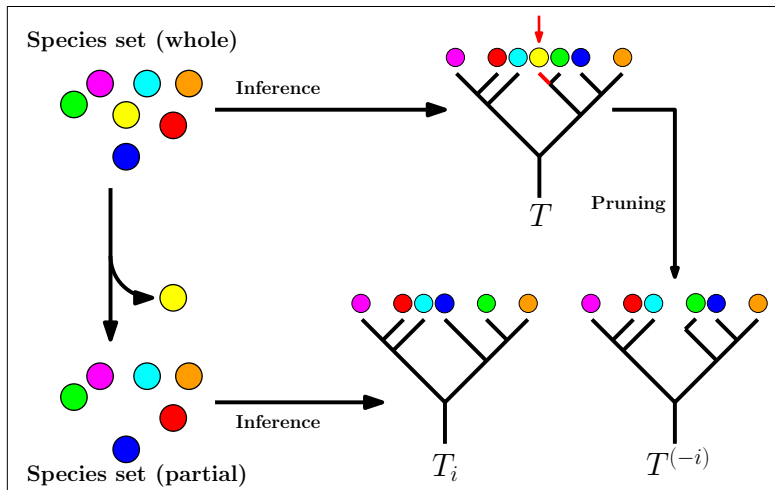 Species set (whole)
Inference
T
Pruning
Species set (partial)
Inference
T_i
T^{(-i)}